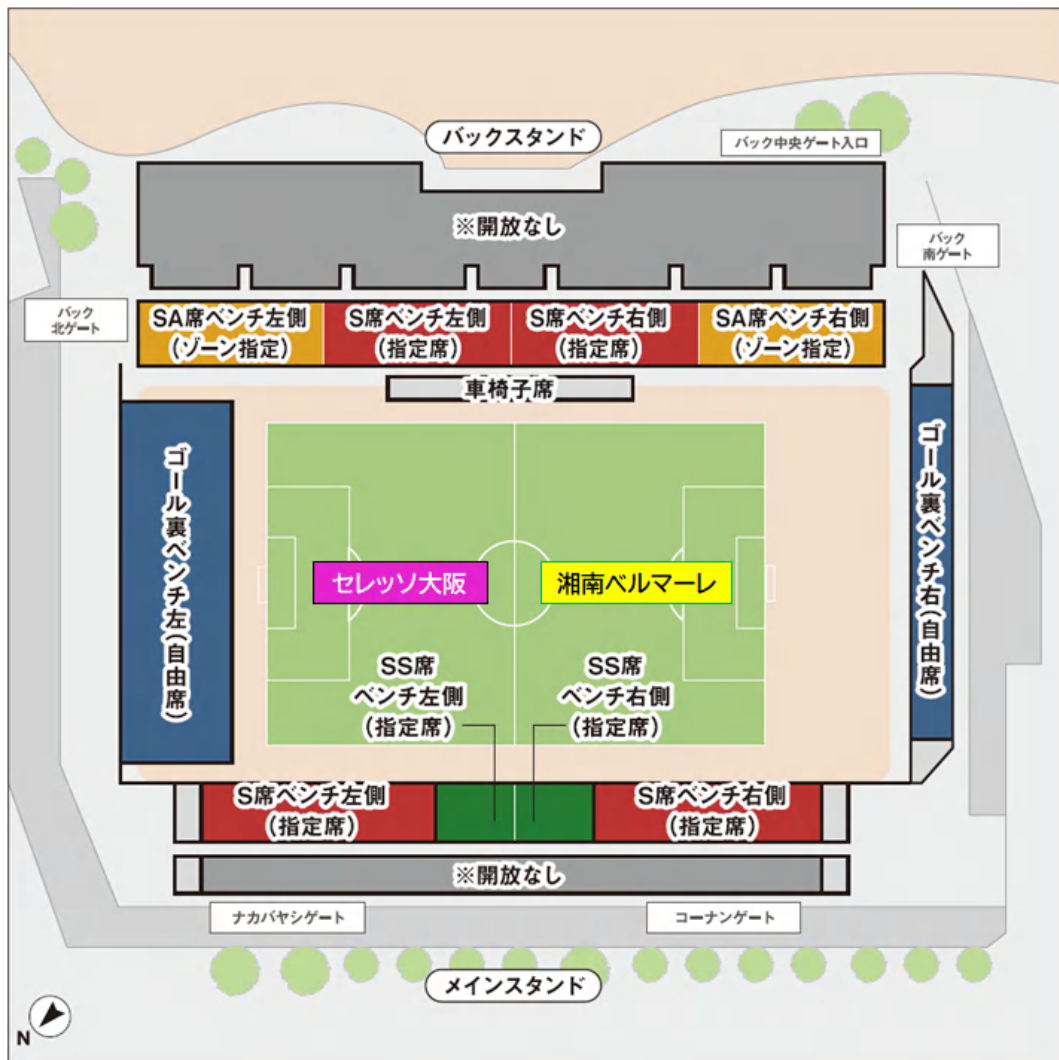 バックスタンド
バック中央ゲート入口
※開放なし
バック
南ゲート
バック
北ゲート
SA席ベンチ左側
(ゾーン指定)
S席ベンチ左側
(指定席)
S席ベンチ右側
(指定席)
SA席ベンチ右側
(ゾーン指定)
車椅子席
ゴール裏ベンチ左(自由席)
ゴール裏ベンチ右(自由席)
セレッソ大阪
湘南ベルマーレ
SS席
ベンチ左側
(指定席)
SS席
ベンチ右側
(指定席)
S席ベンチ左側
(指定席)
S席ベンチ右側
(指定席)
※開放なし
ナカバヤシゲート
コーナンゲート
メインスタンド
N